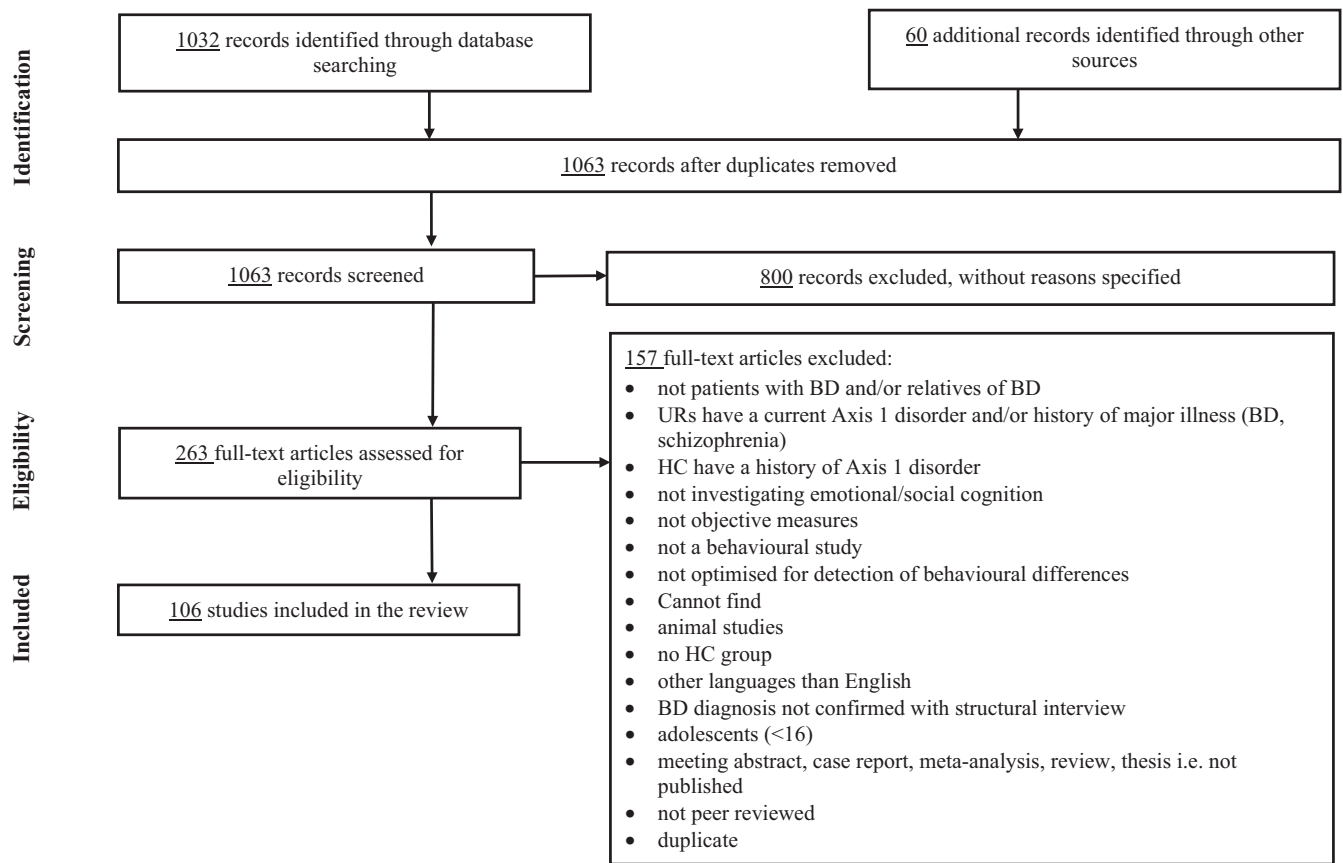 Identification
1032 records identified through database
searching
60 additional records identified through other
sources
1063 records after duplicates removed
Screening
1063 records screened
800 records excluded, without reasons specified
Eligibility
263 full-text articles assessed for
eligibility
157 full-text articles excluded:
• not patients with BD and/or relatives of BD
• URs have a current Axis 1 disorder and/or history of major illness (BD,
schizophrenia)
• HC have a history of Axis 1 disorder
• not investigating emotional/social cognition
• not objective measures
• not a behavioural study
• not optimised for detection of behavioural differences
• Cannot find
• animal studies
• no HC group
• other languages than English
• BD diagnosis not confirmed with structural interview
• adolescents (<16)
• meeting abstract, case report, meta-analysis, review, thesis i.e. not
published
• not peer reviewed
• duplicate
Included
106 studies included in the review